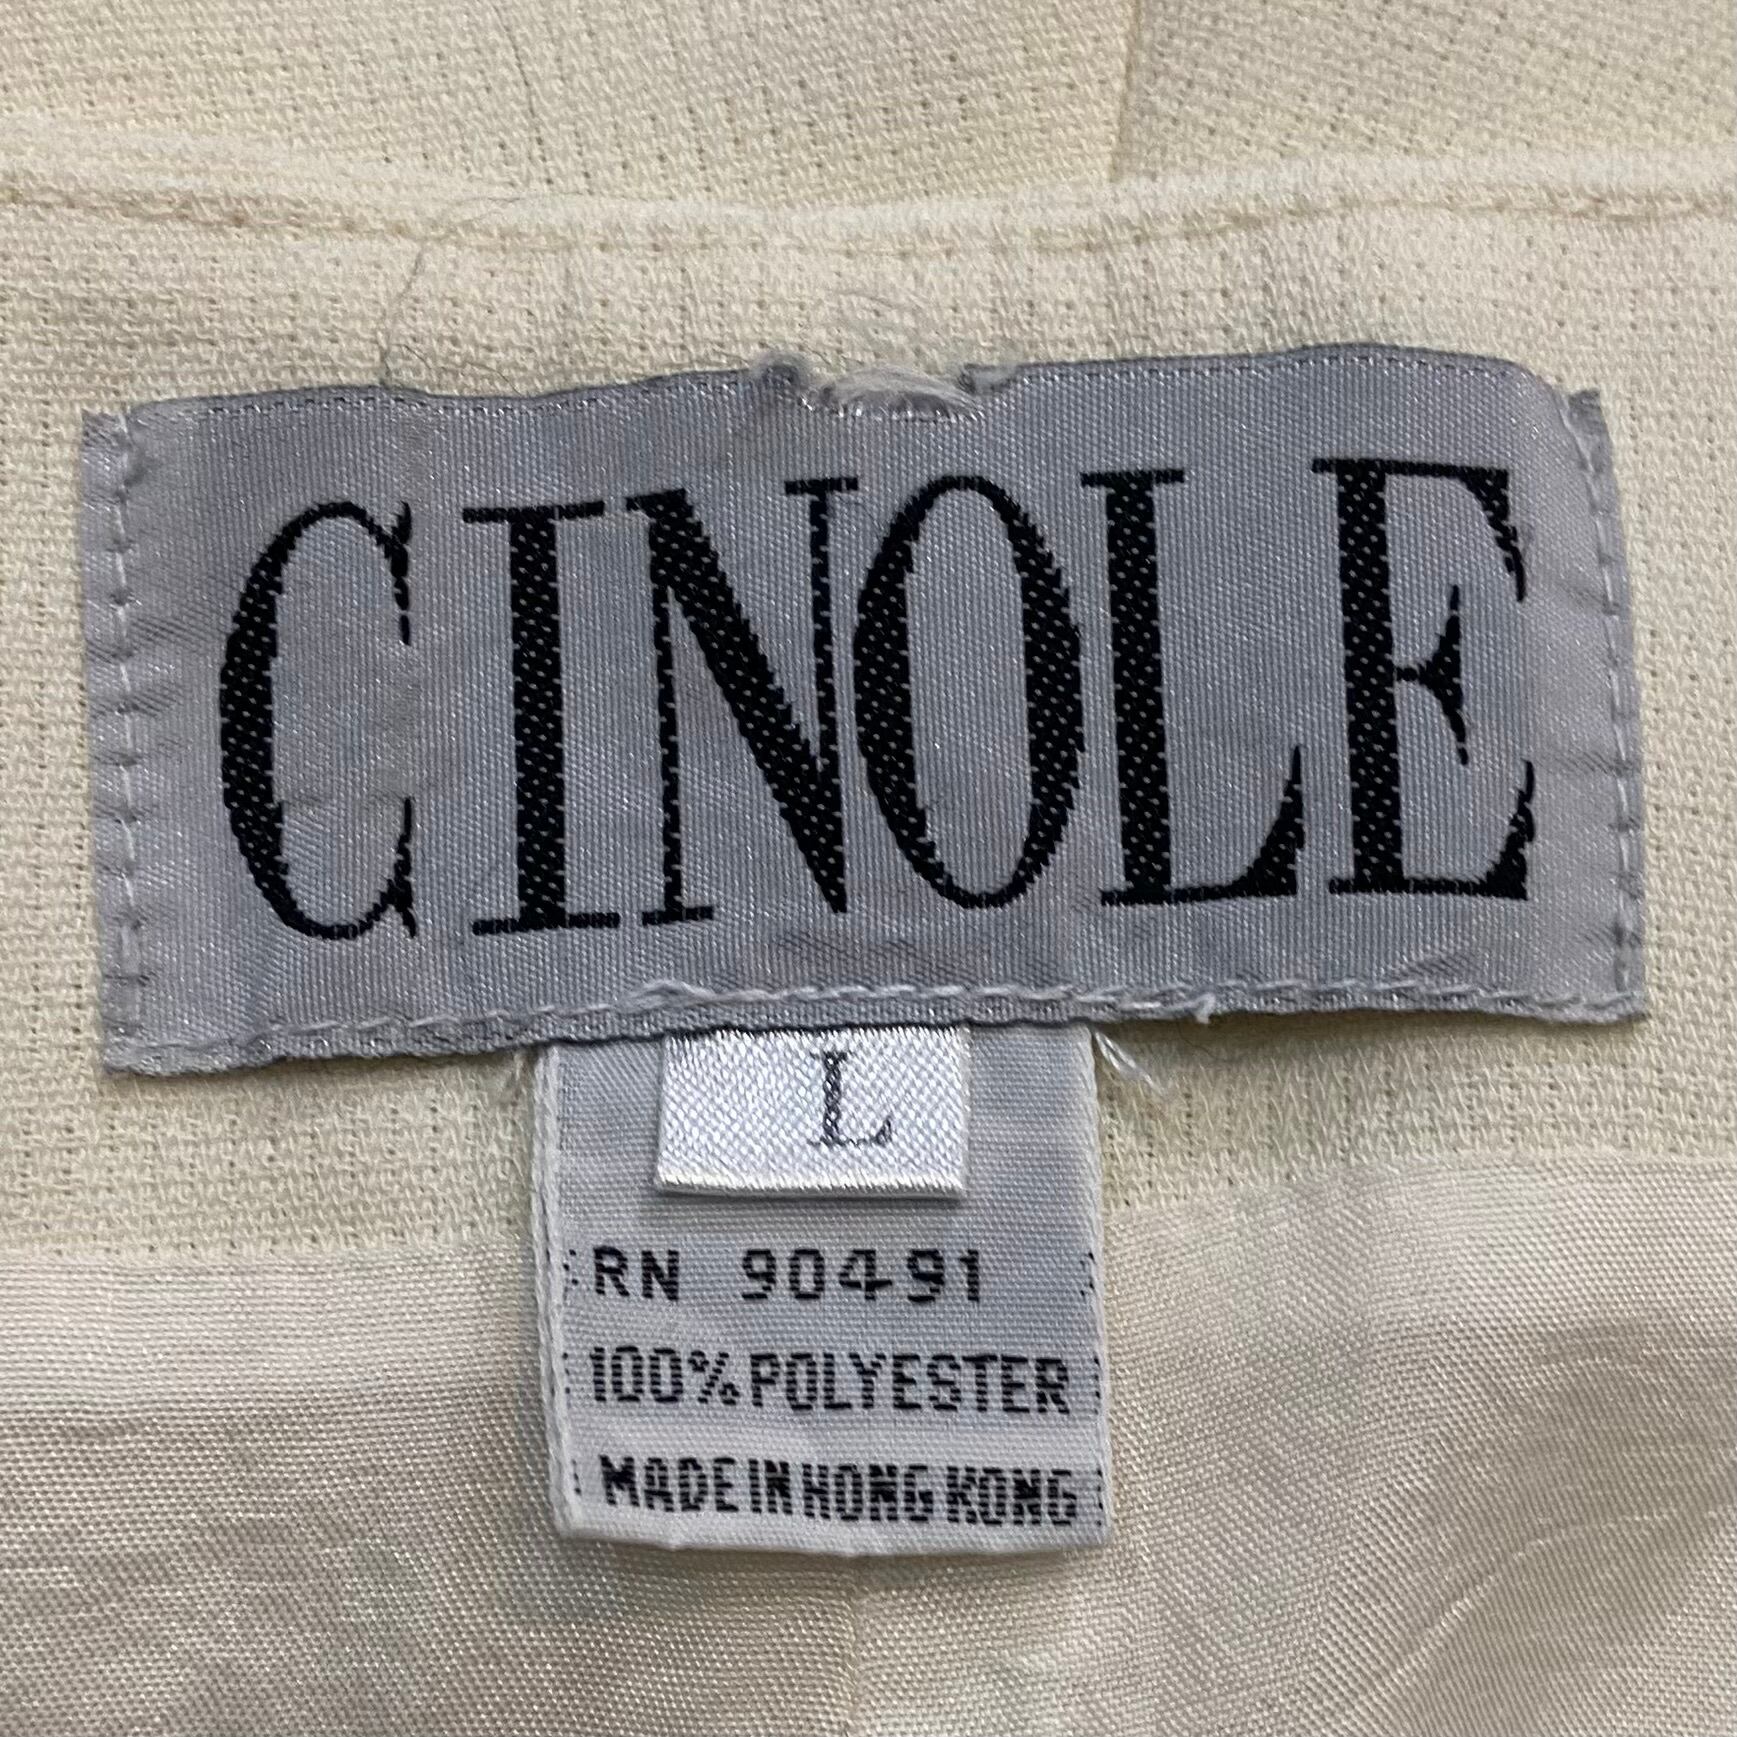 CINOLE
L
RN 90491
100% POLYESTER
MADE IN HONG KONG